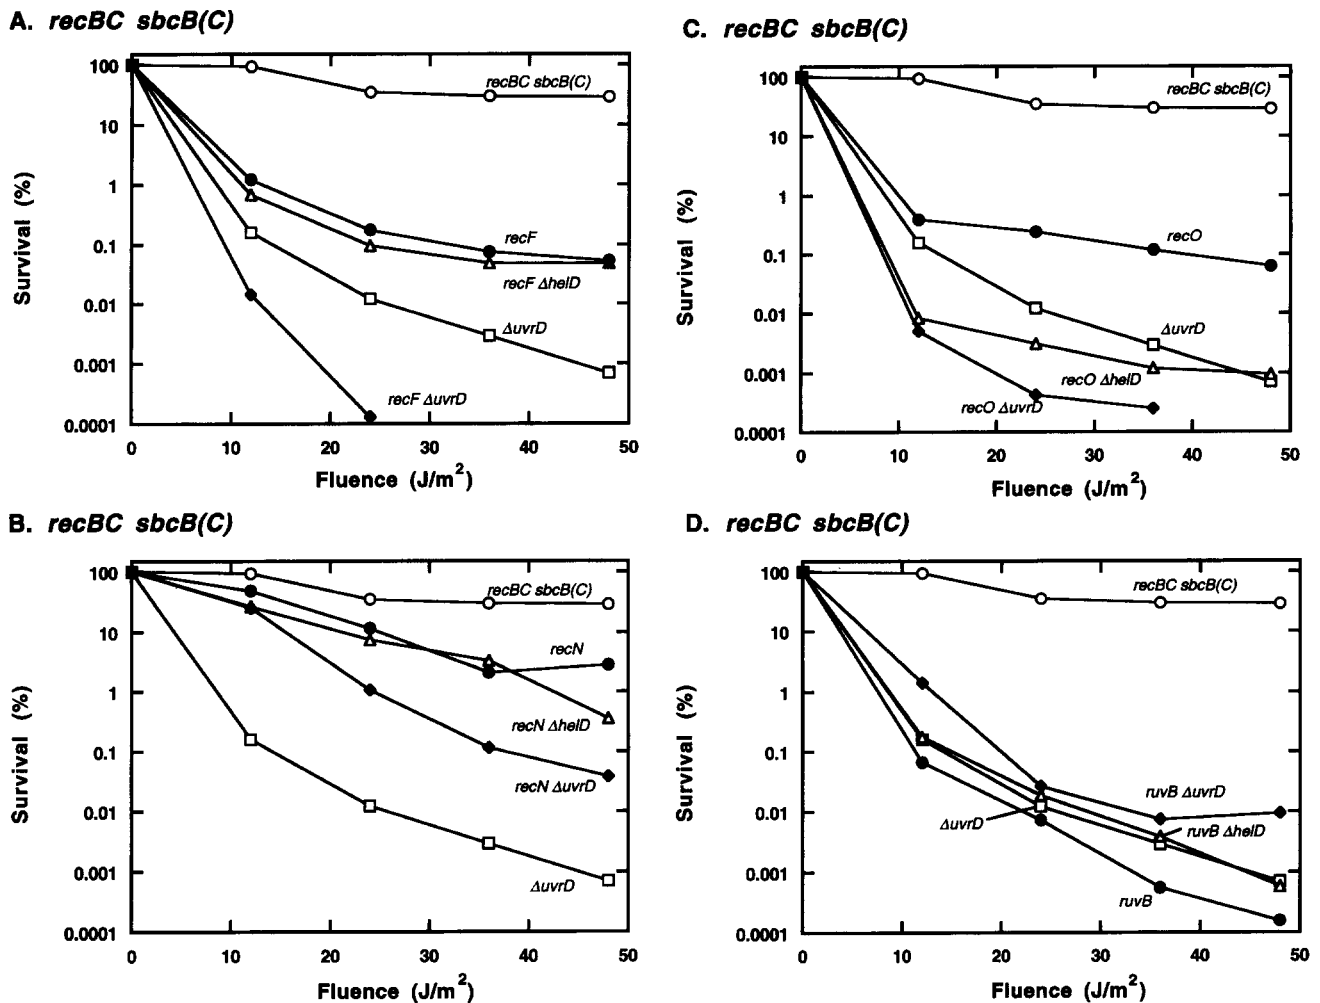 A. recBC sbcB(C)
100
10
1
0.1
0.01
0.001
0.0001
Survival (%)
recBC sbcB(C)
recF
recF ΔhelD
ΔuvrD
recF ΔuvrD
0 10 20 30 40 50
Fluence (J/m2)
C. recBC sbcB(C)
100
10
1
0.1
0.01
0.001
0.0001
Survival (%)
recBC sbcB(C)
recO
ΔuvrD
recO ΔhelD
recO ΔuvrD
0 10 20 30 40 50
Fluence (J/m2)
B. recBC sbcB(C)
100
10
1
0.1
0.01
0.001
0.0001
Survival (%)
recBC sbcB(C)
recN
recN ΔhelD
recN ΔuvrD
ΔuvrD
0 10 20 30 40 50
Fluence (J/m2)
D. recBC sbcB(C)
100
10
1
0.1
0.01
0.001
0.0001
Survival (%)
recBC sbcB(C)
ruvB ΔuvrD
ΔuvrD
ruvB ΔhelD
ruvB
0 10 20 30 40 50
Fluence (J/m2)